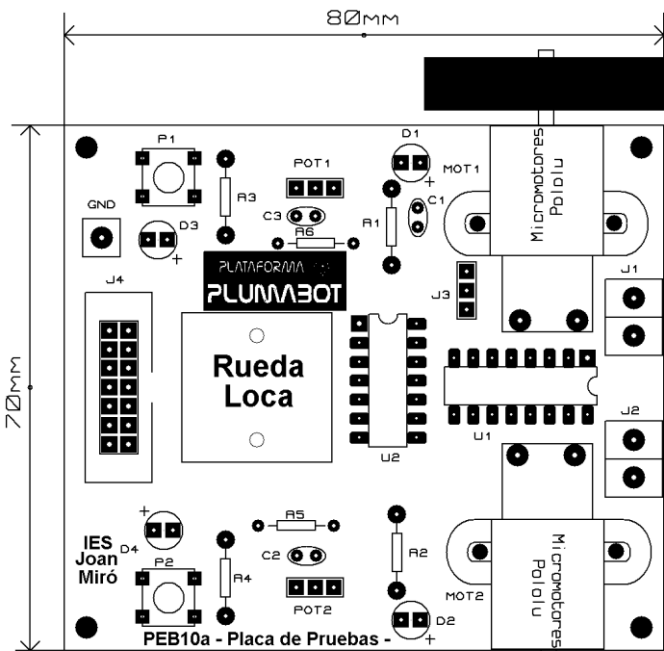 80mm
70mm
P1
R3
POT1
D1
MOT1
Micromotores
Pololu
GND
D3
C3
R6
R1
C1
J4
PLATAFORMA
PLUMABOT
J3
J1
Rueda
Loca
U2
U1
J2
IES
Joan
Miró
D4
P2
R4
R5
C2
POT2
R2
D2
MOT2
Micromotores
Pololu
PEB10a - Placa de Pruebas -